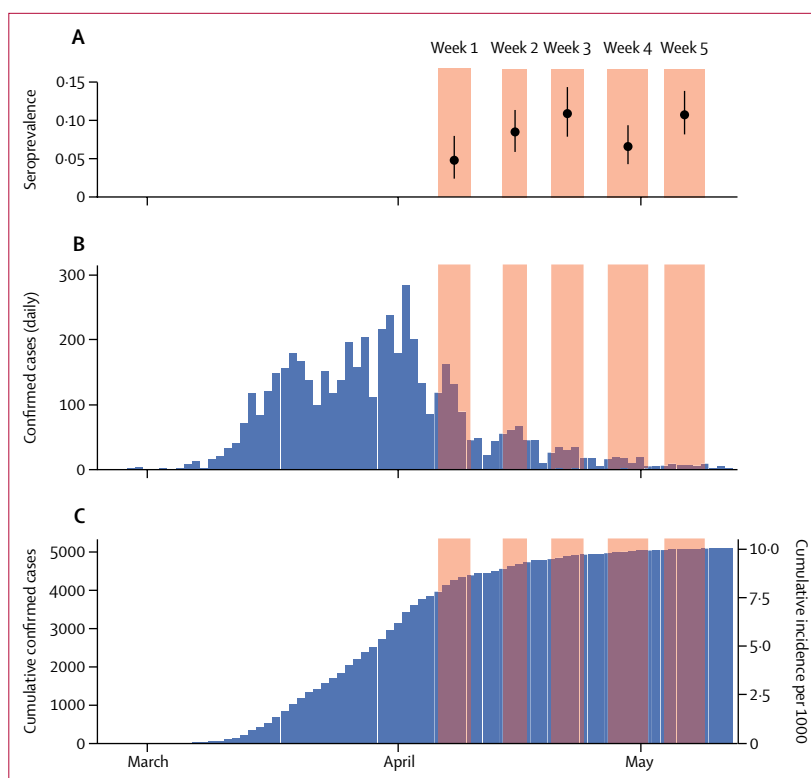 A
Week 1 Week 2 Week 3 Week 4 Week 5
Seroprevalence
0·15
0·10
0·05
0
B
Confirmed cases (daily)
300
200
100
0
C
Cumulative confirmed cases
5000
4000
3000
2000
1000
0
10·0
7·5
5·0
2·5
0
Cumulative incidence per 1000
March April May